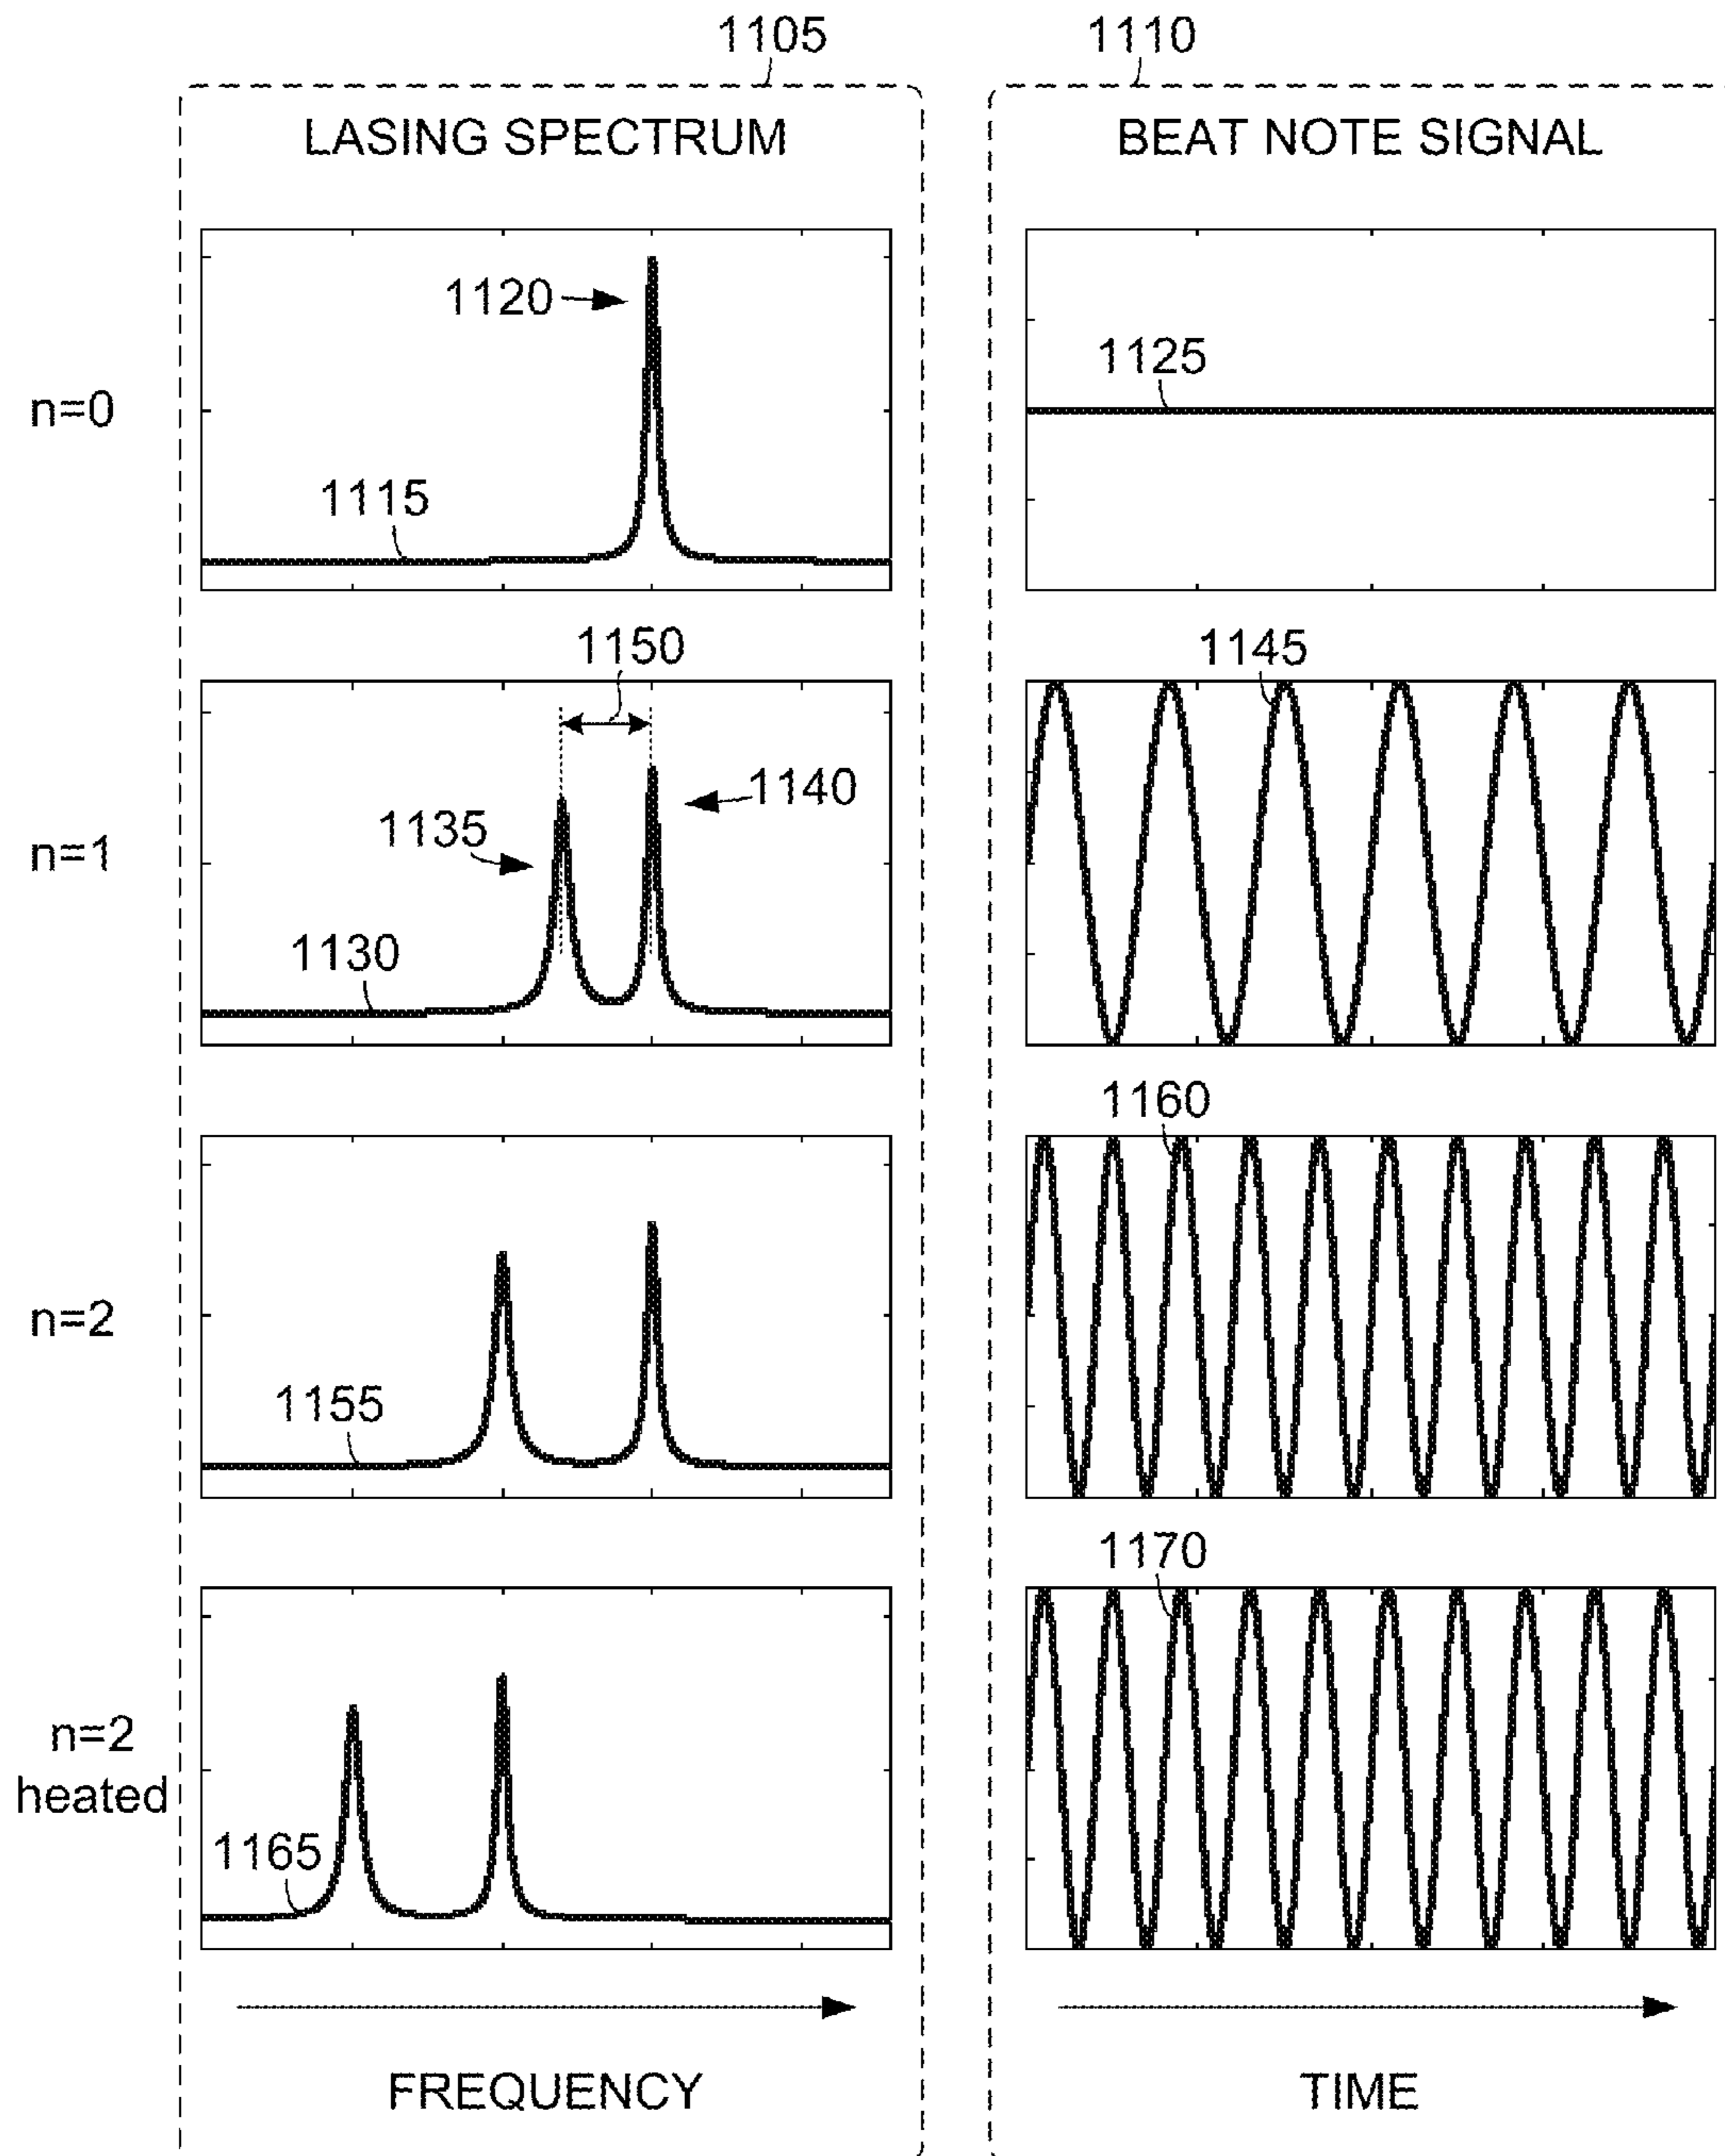 1105
1110
LASING SPECTRUM
BEAT NOTE SIGNAL
n=0
1120
1115
1125
n=1
1150
1135
1140
1130
1145
n=2
1155
1160
n=2
heated
1165
1170
FREQUENCY
TIME